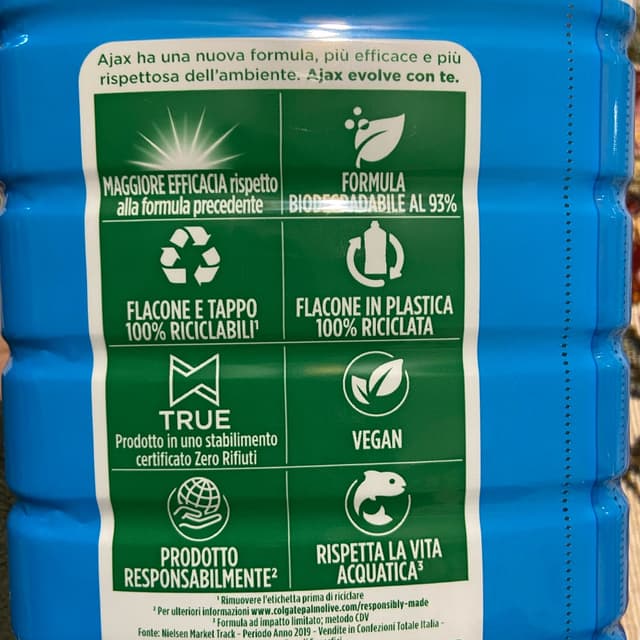 Ajax ha una nuova formula, più efficace e più
rispettosa dell'ambiente. Ajax evolve con te.
MAGGIORE EFFICACIA rispetto
alla formula precedente
FORMULA
BIODEGRADABILE AL 93%
FLACONE E TAPPO
100% RICICLABILI¹
FLACONE IN PLASTICA
100% RICICLATA
TRUE
Prodotto in uno stabilimento
certificato Zero Rifiuti
VEGAN
PRODOTTO
RESPONSABILMENTE²
RISPETTA LA VITA
ACQUATICA³
¹ Rimuovere l'etichetta prima di riciclare
² Per ulteriori informazioni www.colgatepalmolive.com/responsibly-made
³ Formula ad impatto limitato; metodo CDV
Fonte: Nielsen Market Track - Periodo Anno 2019 - Vendite in Confezioni Totale Italia -